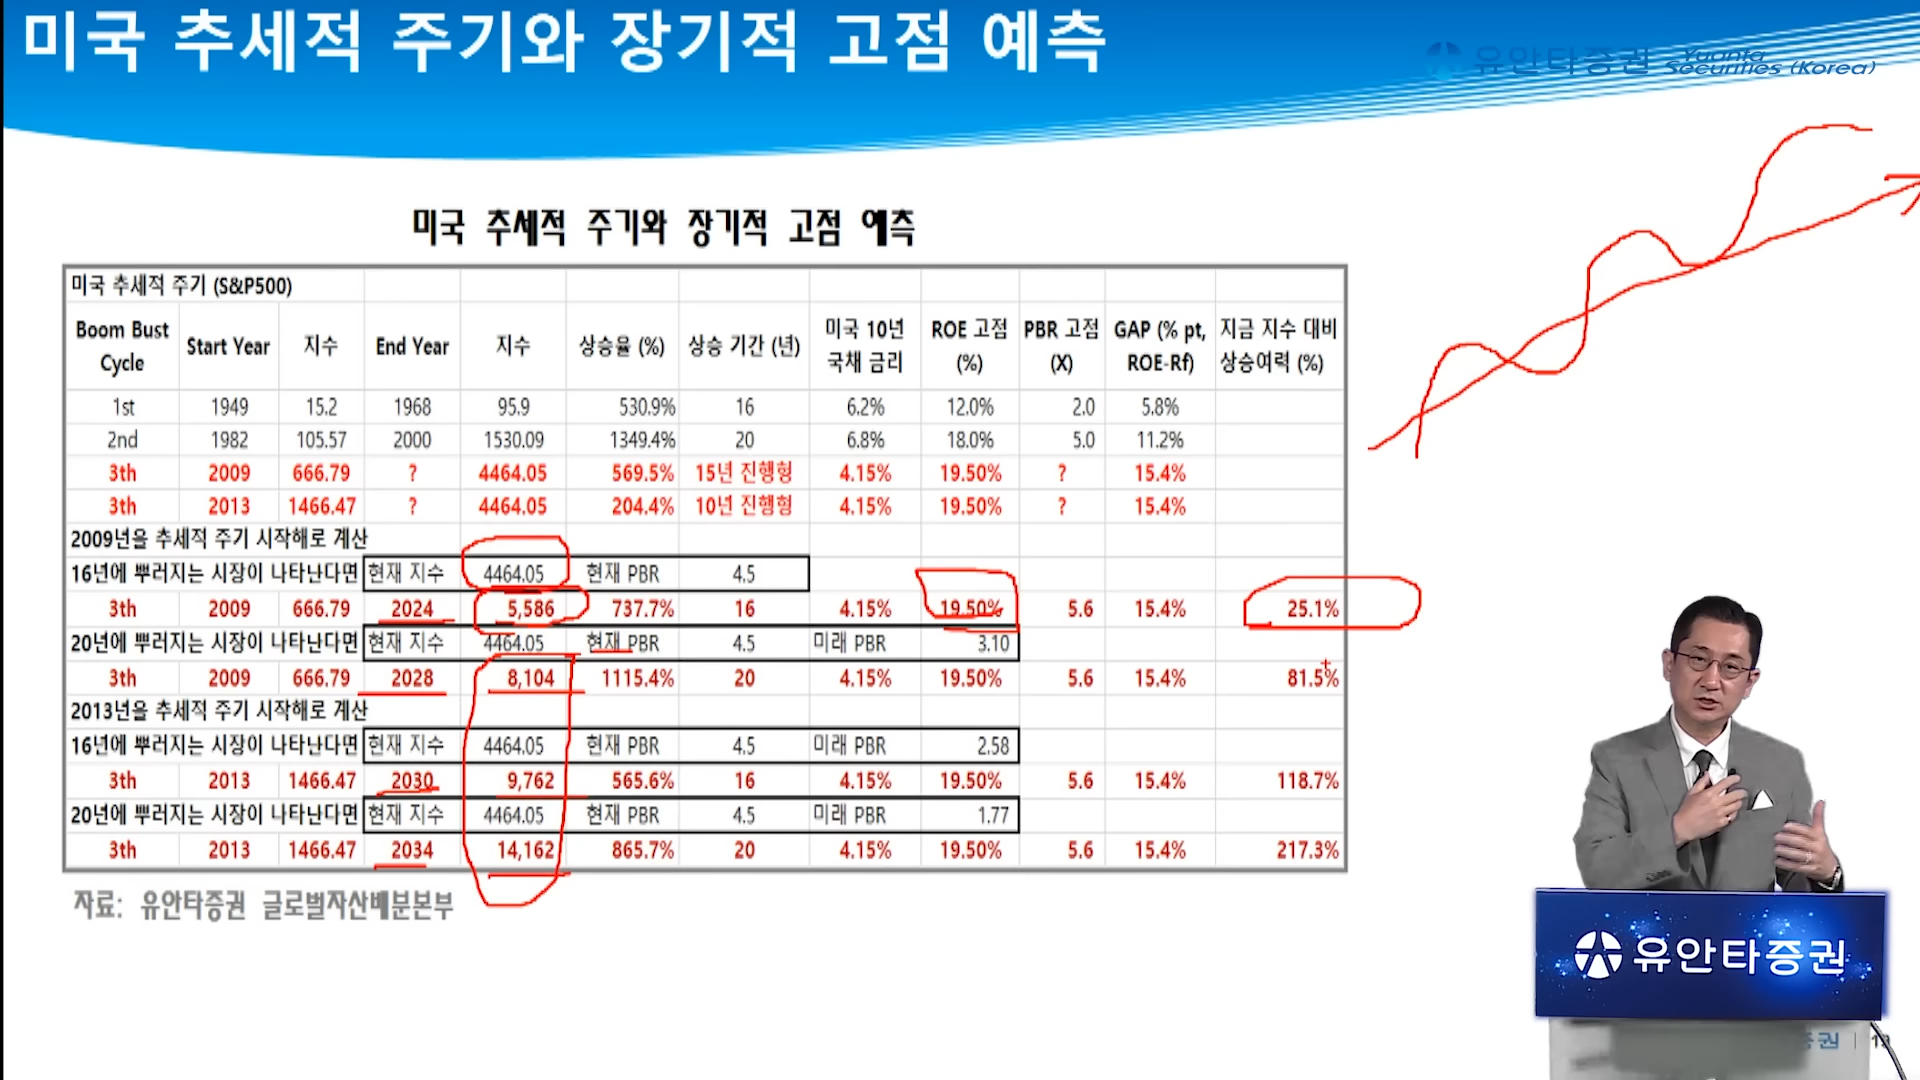 미국 추세적 주기와 장기적 고점 예측
유안타증권 Yuanta Securities (Korea)
미국 추세적 주기와 장기적 고점 예측
미국 추세적 주기 (S&P500)
Boom Bust Cycle Start Year 지수 End Year 지수 상승율 (%) 상승 기간 (년) 미국 10년 국채 금리 ROE 고점 (%) PBR 고점 (X) GAP (% pt, ROE-Rf) 지금 지수 대비 상승여력 (%)
1st 1949 15.2 1968 95.9 530.9% 16 6.2% 12.0% 2.0 5.8%
2nd 1982 105.57 2000 1530.09 1349.4% 20 6.8% 18.0% 5.0 11.2%
3th 2009 666.79 ? 4464.05 569.5% 15년 진행형 4.15% 19.50% ? 15.4%
3th 2013 1466.47 ? 4464.05 204.4% 10년 진행형 4.15% 19.50% ? 15.4%
2009년을 추세적 주기 시작해로 계산
16년에 뿌러지는 시장이 나타난다면 현재 지수 4464.05 현재 PBR 4.5
3th 2009 666.79 2024 5,586 737.7% 16 4.15% 19.50% 5.6 15.4% 25.1%
20년에 뿌러지는 시장이 나타난다면 현재 지수 4464.05 현재 PBR 4.5 미래 PBR 3.10
3th 2009 666.79 2028 8,104 1115.4% 20 4.15% 19.50% 5.6 15.4% 81.5%
2013년을 추세적 주기 시작해로 계산
16년에 뿌러지는 시장이 나타난다면 현재 지수 4464.05 현재 PBR 4.5 미래 PBR 2.58
3th 2013 1466.47 2030 9,762 565.6% 16 4.15% 19.50% 5.6 15.4% 118.7%
20년에 뿌러지는 시장이 나타난다면 현재 지수 4464.05 현재 PBR 4.5 미래 PBR 1.77
3th 2013 1466.47 2034 14,162 865.7% 20 4.15% 19.50% 5.6 15.4% 217.3%
자료: 유안타증권 글로벌자산배분본부
유안타증권